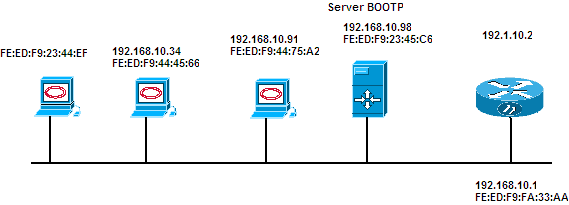 Server BOOTP
FE:ED:F9:23:44:EF
192.168.10.34
FE:ED:F9:44:45:66
192.168.10.91
FE:ED:F9:44:75:A2
192.168.10.98
FE:ED:F9:23:45:C6
192.1.10.2
192.168.10.1
FE:ED:F9:FA:33:AA